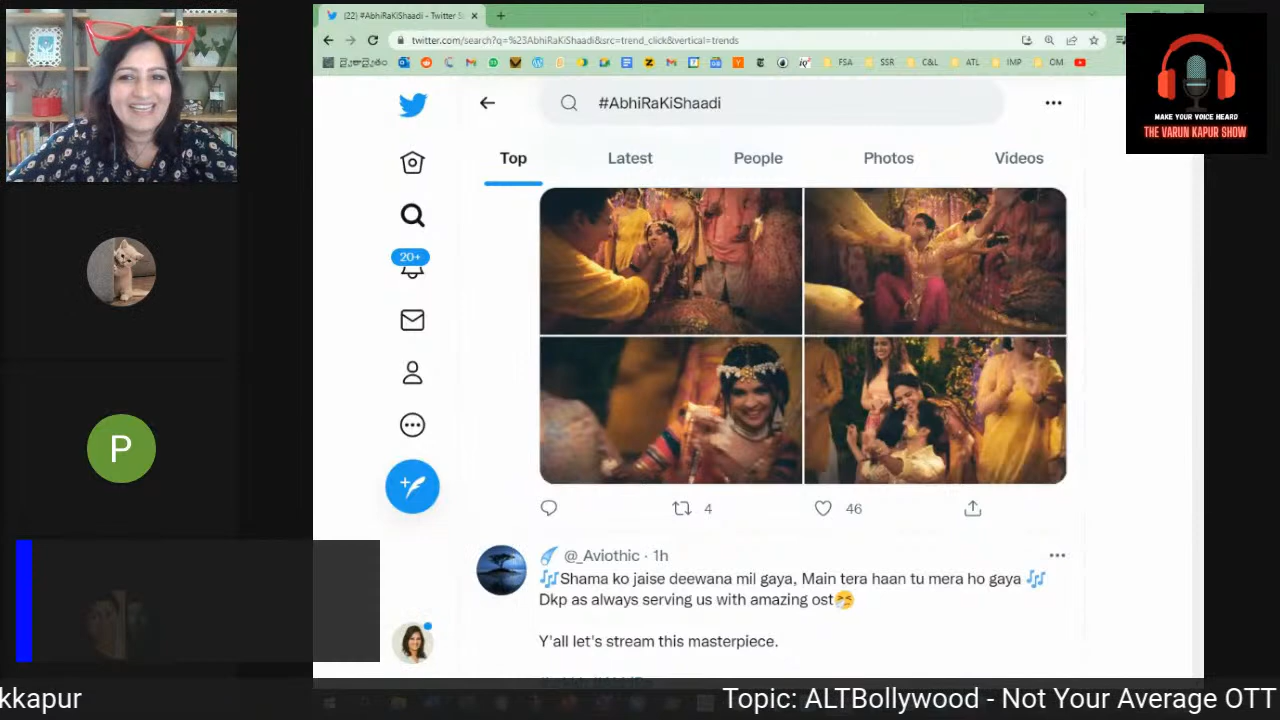 (22) #AbhiRaKiShaadi - Twitter S
twitter.com/search?q=%23AbhiRaKiShaadi&src=trend_click&vertical=trends
FSA
SSR
C&L
ATL
IMP
OM
MAKE YOUR VOICE HEARD
THE VARUN KAPUR SHOW
#AbhiRaKiShaadi
Top
Latest
People
Photos
Videos
20+
4
46
P
@_Aviothic · 1h
🎶Shama ko jaise deewana mil gaya, Main tera haan tu mera ho gaya 🎶
Dkp as always serving us with amazing ost🤧
Y'all let's stream this masterpiece.
kkapur
Topic: ALTBollywood - Not Your Average OTT